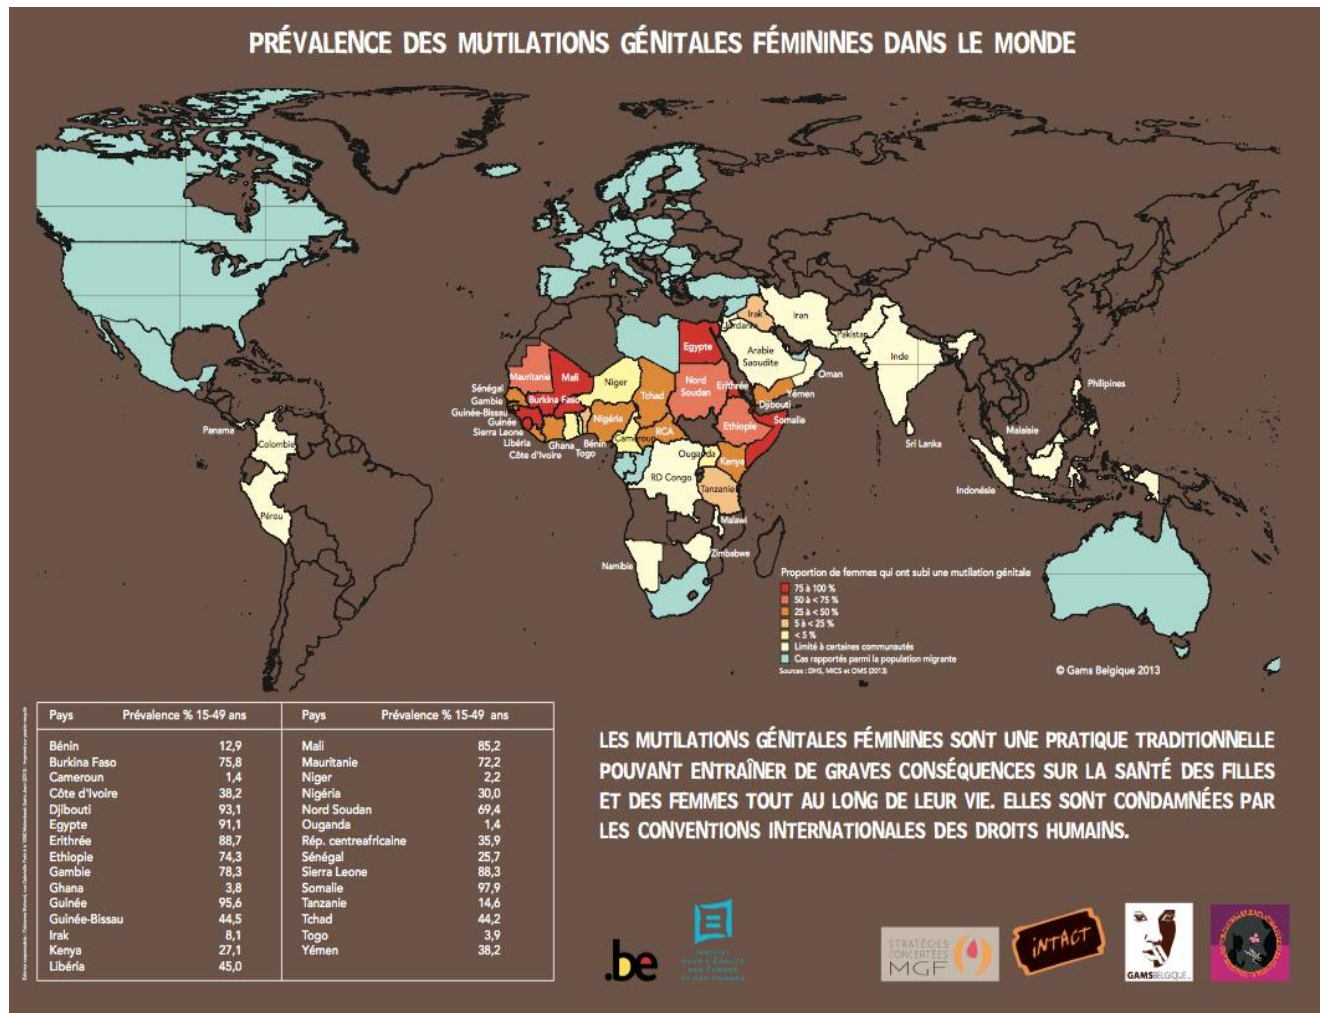 PRÉVALENCE DES MUTILATIONS GÉNITALES FÉMININES DANS LE MONDE
Irak
Iran
Jordanie
Pakistan
Egypte
Arabie
Saoudite
Inde
Mauritanie
Mali
Niger
Tchad
Nord
Soudan
Erithrée
Oman
Yémen
Philipines
Sénégal
Gambie
Burkina Faso
Guinée-Bissau
Guinée
Nigéria
Djibouti
Somalie
Ethiopie
Sierra Leone
Libéria
Côte d'Ivoire
Ghana
Togo
Bénin
Cameroun
RCA
Panama
Colombie
Ouganda
Kenya
Sri Lanka
Malaisie
RD Congo
Tanzanie
Indonésie
Pérou
Malawi
Zimbabwe
Namibie
Proportion de femmes qui ont subi une mutilation génitale
75 à 100 %
50 à < 75 %
25 à < 50 %
5 à < 25 %
< 5 %
Limité à certaines communautés
Cas rapportés parmi la population migrante
Sources : DHS, MICS et OMS (2013)
© Gams Belgique 2013
Pays Prévalence % 15-49 ans Pays Prévalence % 15-49 ans
Bénin 12,9 Mali 85,2
Burkina Faso 75,8 Mauritanie 72,2
Cameroun 1,4 Niger 2,2
Côte d'Ivoire 38,2 Nigéria 30,0
Djibouti 93,1 Nord Soudan 69,4
Egypte 91,1 Ouganda 1,4
Erithrée 88,7 Rép. centreafricaine 35,9
Ethiopie 74,3 Sénégal 25,7
Gambie 78,3 Sierra Leone 88,3
Ghana 3,8 Somalie 97,9
Guinée 95,6 Tanzanie 14,6
Guinée-Bissau 44,5 Tchad 44,2
Irak 8,1 Togo 3,9
Kenya 27,1 Yémen 38,2
Libéria 45,0
LES MUTILATIONS GÉNITALES FÉMININES SONT UNE PRATIQUE TRADITIONNELLE
POUVANT ENTRAÎNER DE GRAVES CONSÉQUENCES SUR LA SANTÉ DES FILLES
ET DES FEMMES TOUT AU LONG DE LEUR VIE. ELLES SONT CONDAMNÉES PAR
LES CONVENTIONS INTERNATIONALES DES DROITS HUMAINS.
.be
INSTITUT
POUR L'ÉGALITÉ
DES FEMMES
ET DES HOMMES
STRATÉGIES
CONCERTÉES
MGF
iNTACT
GAMSBELGIQUE